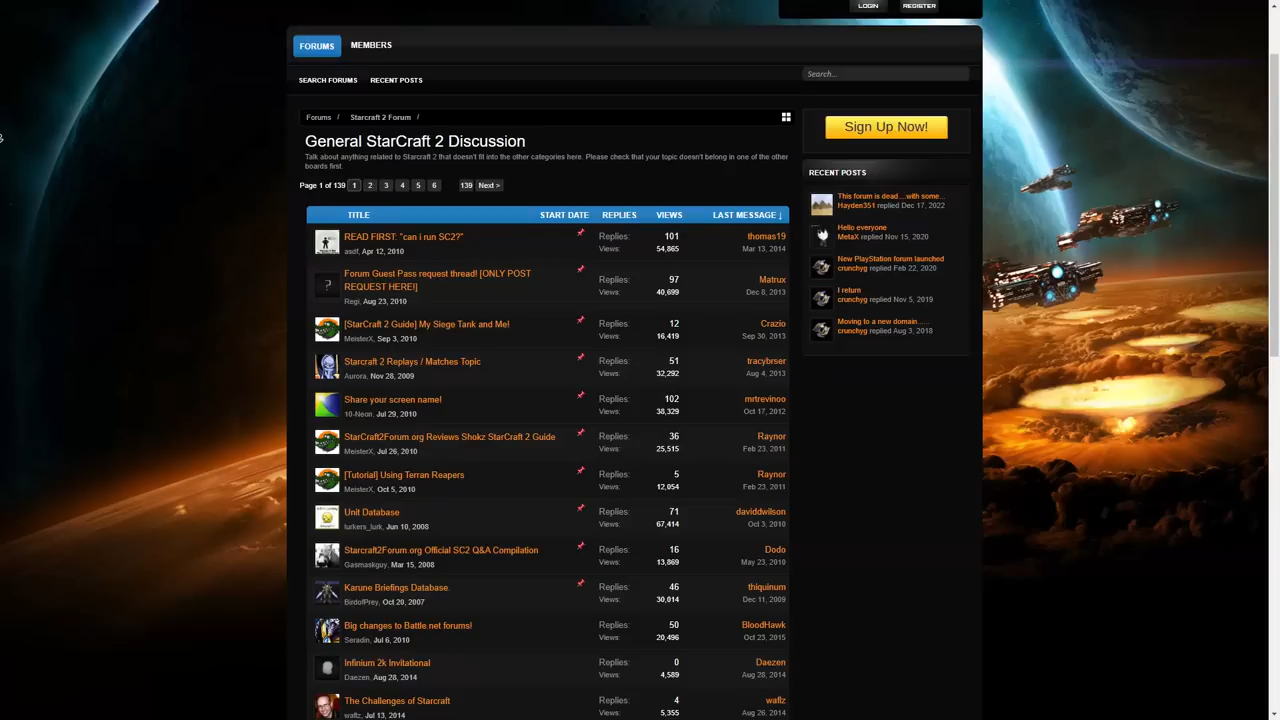 LOGIN REGISTER
FORUMS MEMBERS
SEARCH FORUMS RECENT POSTS
Search...
Forums / Starcraft 2 Forum /
General StarCraft 2 Discussion
Talk about anything related to Starcraft 2 that doesn't fit into the other categories here. Please check that your topic doesn't belong in one of the other
boards first.
Page 1 of 139 1 2 3 4 5 6 139 Next >
TITLE START DATE REPLIES VIEWS LAST MESSAGE ↓
READ FIRST: "can i run SC2?" Replies: 101 thomas19
asdf, Apr 12, 2010 Views: 54,865 Mar 13, 2014
Forum Guest Pass request thread! [ONLY POST
REQUEST HERE!] Replies: 97 Matrux
Regi, Aug 23, 2010 Views: 40,699 Dec 8, 2013
[StarCraft 2 Guide] My Siege Tank and Me! Replies: 12 Crazio
MeisterX, Sep 3, 2010 Views: 16,419 Sep 30, 2013
Starcraft 2 Replays / Matches Topic Replies: 51 tracybrser
Aurora, Nov 28, 2009 Views: 32,292 Aug 4, 2013
Share your screen name! Replies: 102 mrtrevinoo
10-Neon, Jul 29, 2010 Views: 38,329 Oct 17, 2012
StarCraft2Forum.org Reviews Shokz StarCraft 2 Guide Replies: 36 Raynor
MeisterX, Jul 26, 2010 Views: 25,515 Feb 23, 2011
[Tutorial] Using Terran Reapers Replies: 5 Raynor
MeisterX, Oct 5, 2010 Views: 12,054 Feb 23, 2011
Unit Database Replies: 71 daviddwilson
lurkers_lurk, Jun 10, 2008 Views: 67,414 Oct 3, 2010
Starcraft2Forum.org Official SC2 Q&A Compilation Replies: 16 Dodo
Gasmaskguy, Mar 15, 2008 Views: 13,869 May 23, 2010
Karune Briefings Database. Replies: 46 thiquinum
BirdofPrey, Oct 20, 2007 Views: 30,014 Dec 11, 2009
Big changes to Battle.net forums! Replies: 50 BloodHawk
Seradin, Jul 6, 2010 Views: 20,496 Oct 23, 2015
Infinium 2k Invitational Replies: 0 Daezen
Daezen, Aug 28, 2014 Views: 4,589 Aug 28, 2014
The Challenges of Starcraft Replies: 4 waflz
waflz, Jul 13, 2014 Views: 5,355 Aug 26, 2014
Sign Up Now!
RECENT POSTS
This forum is dead....with some...
Hayden351 replied Dec 17, 2022
Hello everyone
MetaX replied Nov 15, 2020
New PlayStation forum launched
crunchyg replied Feb 22, 2020
I return
crunchyg replied Nov 5, 2019
Moving to a new domain......
crunchyg replied Aug 3, 2018